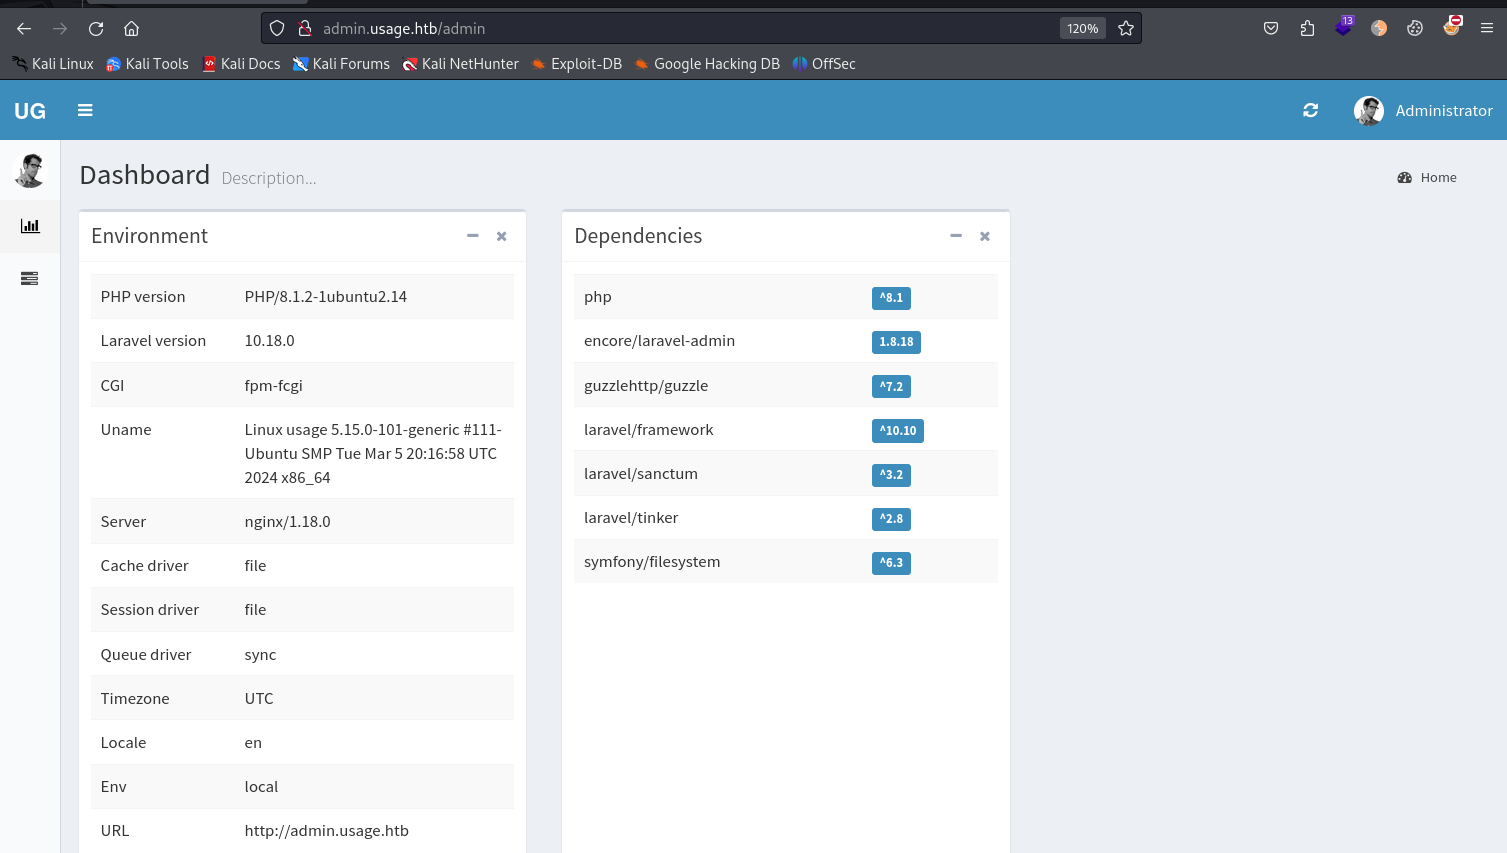 admin.usage.htb/admin
120%
13
Kali Linux Kali Tools Kali Docs Kali Forums Kali NetHunter Exploit-DB Google Hacking DB OffSec
UG
Administrator
Dashboard Description...
Home
Environment
PHP version PHP/8.1.2-1ubuntu2.14
Laravel version 10.18.0
CGI fpm-fcgi
Uname Linux usage 5.15.0-101-generic #111-
Ubuntu SMP Tue Mar 5 20:16:58 UTC
2024 x86_64
Server nginx/1.18.0
Cache driver file
Session driver file
Queue driver sync
Timezone UTC
Locale en
Env local
URL http://admin.usage.htb
Dependencies
php ^8.1
encore/laravel-admin 1.8.18
guzzlehttp/guzzle ^7.2
laravel/framework ^10.10
laravel/sanctum ^3.2
laravel/tinker ^2.8
symfony/filesystem ^6.3